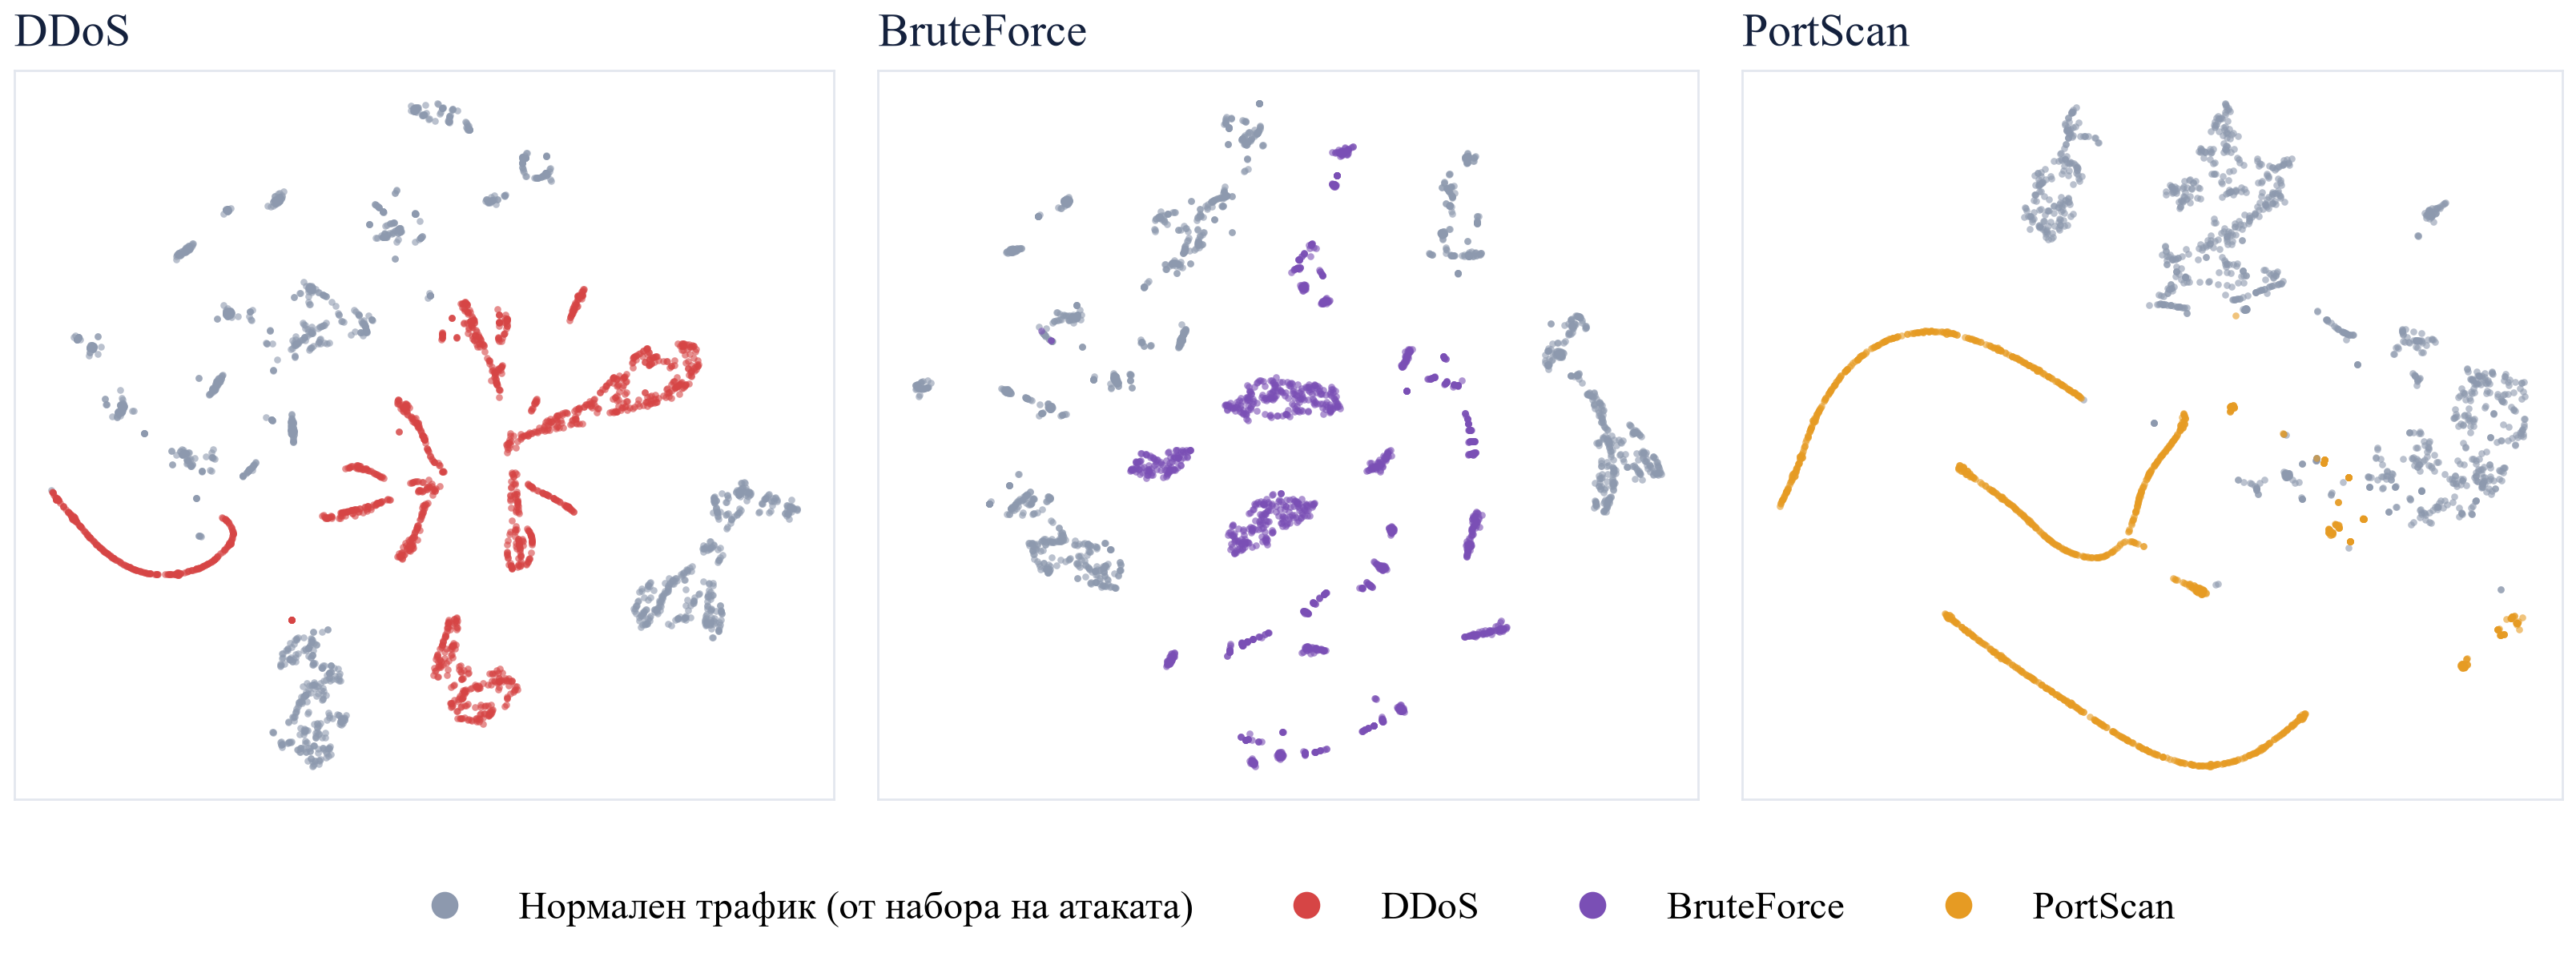 DDoS
BruteForce
PortScan
Нормален трафик (от набора на атаката)
DDoS
BruteForce
PortScan